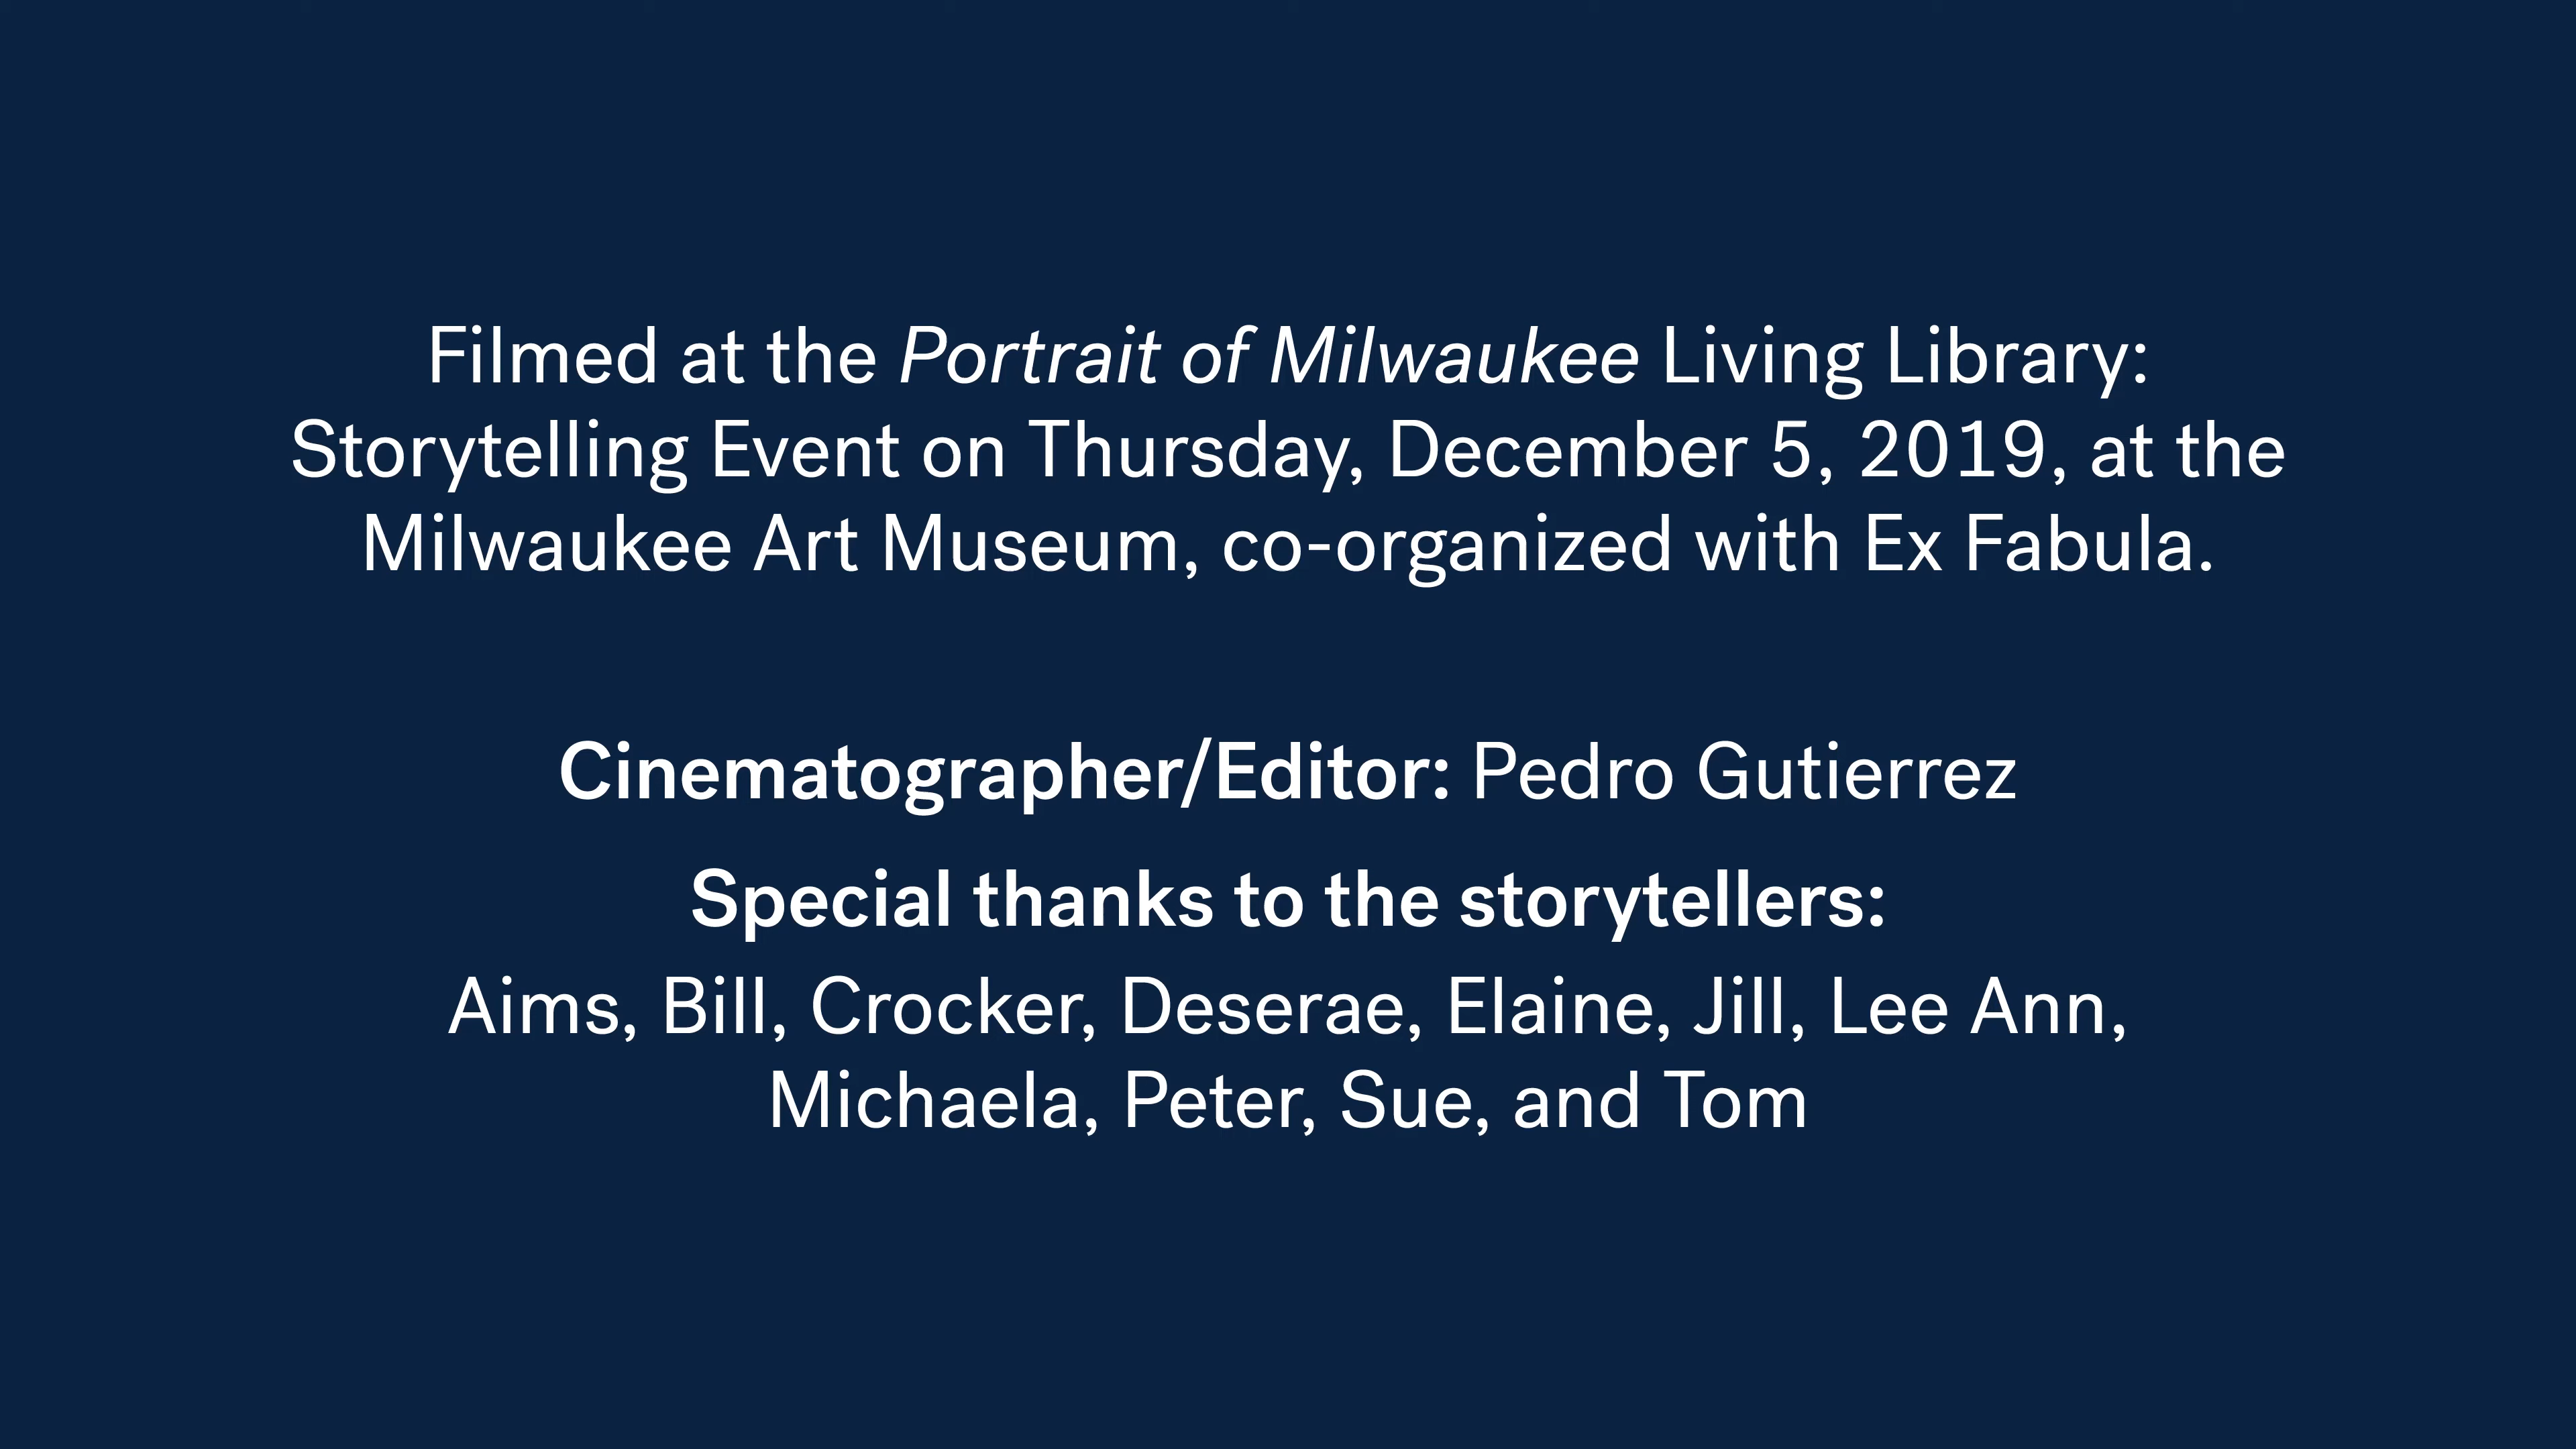 Filmed at the Portrait of Milwaukee Living Library:
Storytelling Event on Thursday, December 5, 2019, at the
Milwaukee Art Museum, co-organized with Ex Fabula.
Cinematographer/Editor: Pedro Gutierrez
Special thanks to the storytellers:
Aims, Bill, Crocker, Deserae, Elaine, Jill, Lee Ann,
Michaela, Peter, Sue, and Tom